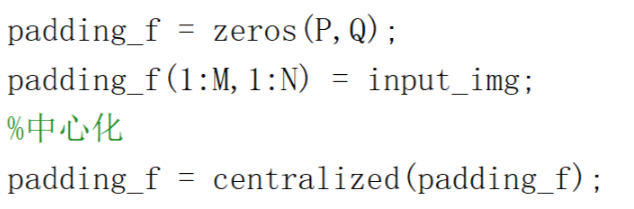 padding_f = zeros(P,Q);
padding_f(1:M,1:N) = input_img;
%中心化
padding_f = centralized(padding_f);